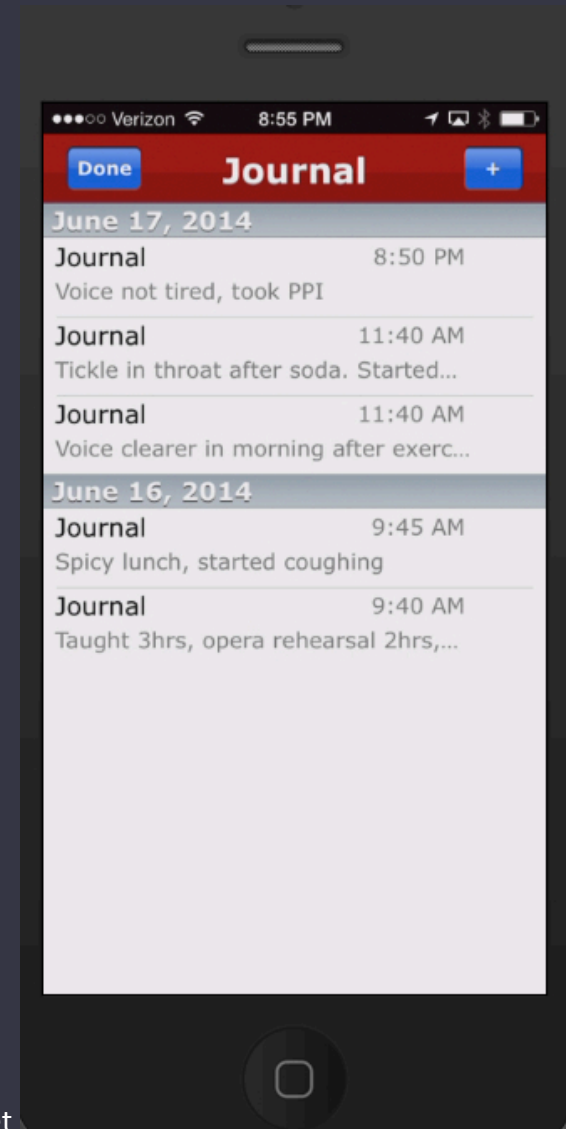 Verizon 8:55 PM
Done Journal +
June 17, 2014
Journal 8:50 PM
Voice not tired, took PPI
Journal 11:40 AM
Tickle in throat after soda. Started...
Journal 11:40 AM
Voice clearer in morning after exerc...
June 16, 2014
Journal 9:45 AM
Spicy lunch, started coughing
Journal 9:40 AM
Taught 3hrs, opera rehearsal 2hrs,...